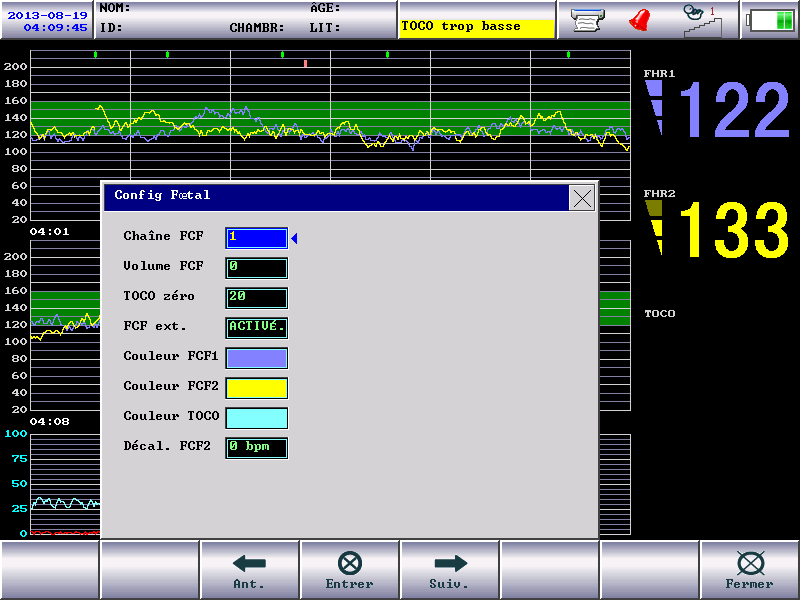 2013-08-19
04:09:45
NOM:
ÂGE:
ID:
CHAMBR:
LIT:
TOCO trop basse
1
200
180
160
140
120
100
80
60
40
20
04:01
FHR1
122
FHR2
133
TOCO
Config Fœtal
Chaîne FCF 1
Volume FCF 0
TOCO zéro 20
FCF ext. ACTIVÉ.
Couleur FCF1
Couleur FCF2
Couleur TOCO
Décal. FCF2 0 bpm
200
180
160
140
120
100
80
60
40
20
04:08
100
75
50
25
0
Ant.
Entrer
Suiv.
Fermer